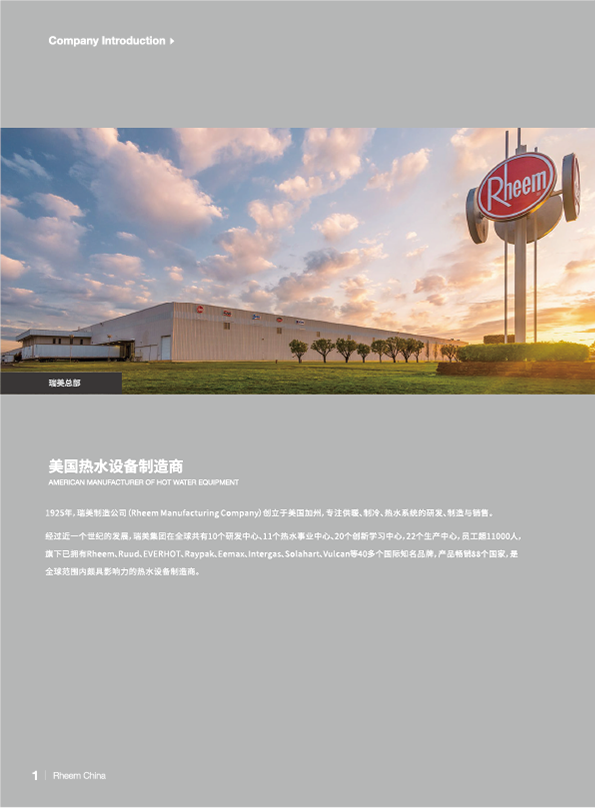 Company Introduction
Rheem
瑞美总部
美国热水设备制造商
AMERICAN MANUFACTURER OF HOT WATER EQUIPMENT
1925年,瑞美制造公司(Rheem Manufacturing Company)创立于美国加州,专注供暖、制冷、热水系统的研发、制造与销售。
经过近一个世纪的发展,瑞美集团在全球共有10个研发中心、11个热水事业中心、20个创新学习中心,22个生产中心,员工超11000人,
旗下已拥有Rheem、Ruud、EVERHOT、Raypak、Eemax、Intergas、Solahart、Vulcan等40多个国际知名品牌,产品畅销88个国家,是
全球范围内颇具影响力的热水设备制造商。
1 Rheem China